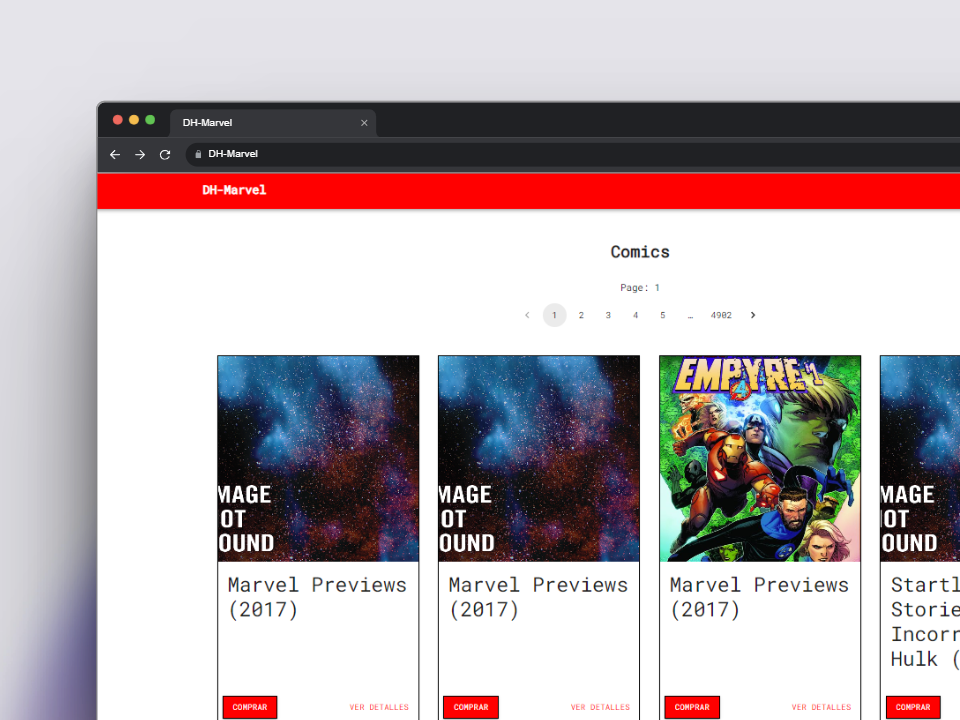 DH-Marvel
DH-Marvel
DH-Marvel
Comics
Page: 1
1 2 3 4 5 … 4902
EMPYRE #1
MAGE
OT
OUND
MAGE
OT
OUND
MAGE
NOT
OUND
Marvel Previews
(2017)
Marvel Previews
(2017)
Marvel Previews
(2017)
Startl
Storie
Incorr
Hulk (
COMPRAR VER DETALLES
COMPRAR VER DETALLES
COMPRAR VER DETALLES
COMPRAR